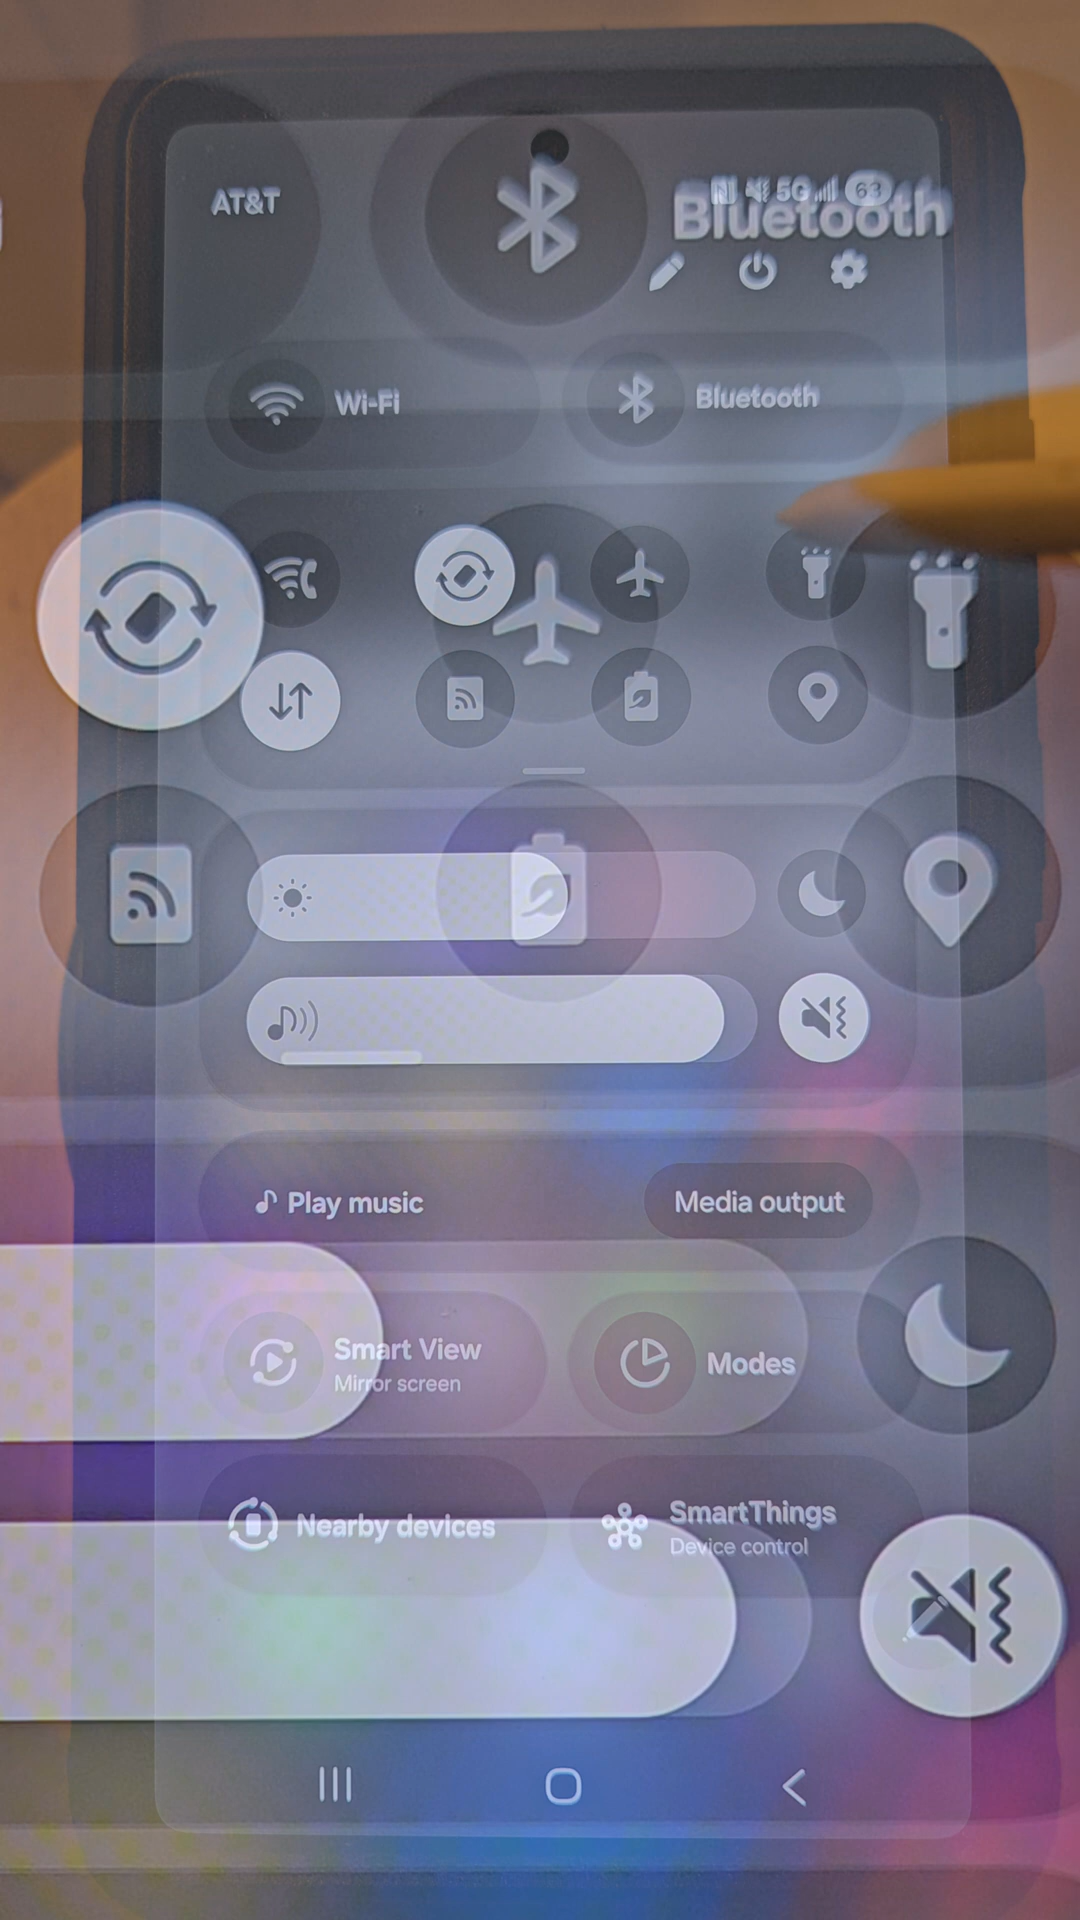 AT&T
5G 63
Bluetooth
Wi-Fi
Bluetooth
Play music
Media output
Smart View
Mirror screen
Modes
Nearby devices
SmartThings
Device control